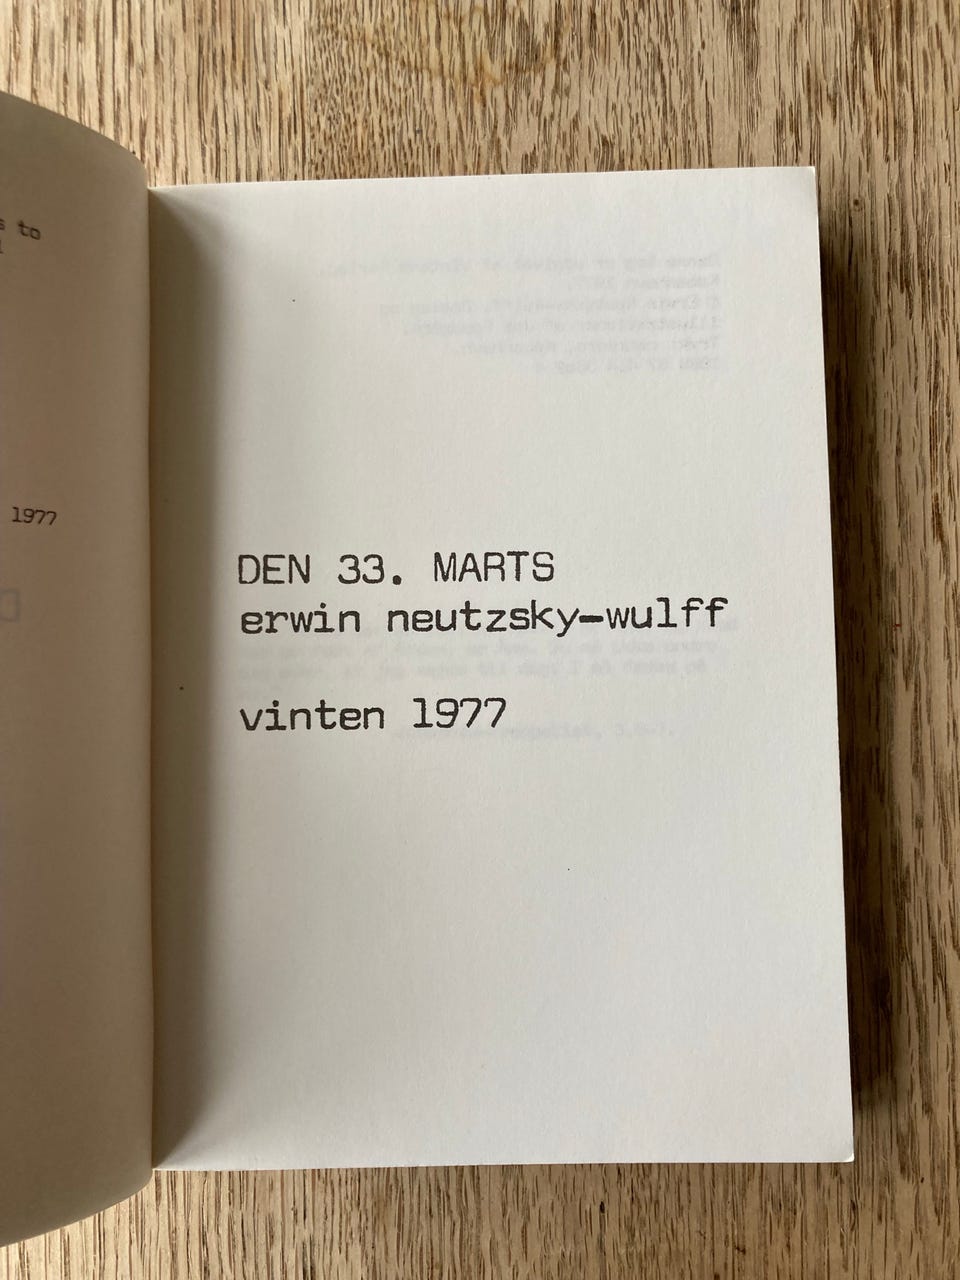 s to
1977
DEN 33. MARTS
erwin neutzsky-wulff
vinten 1977